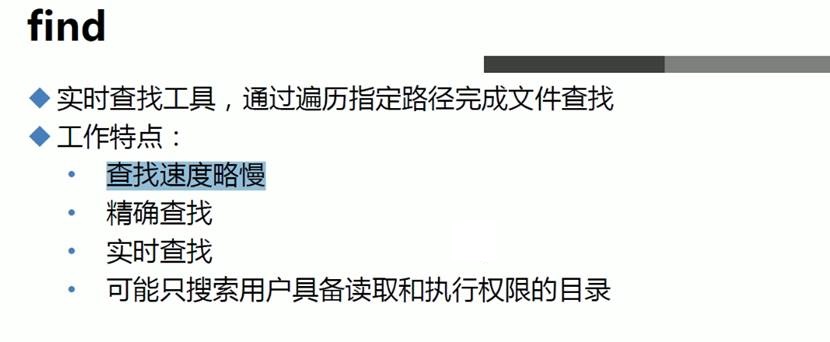 find
实时查找工具，通过遍历指定路径完成文件查找
工作特点：
查找速度略慢
精确查找
实时查找
可能只搜索用户具备读取和执行权限的目录